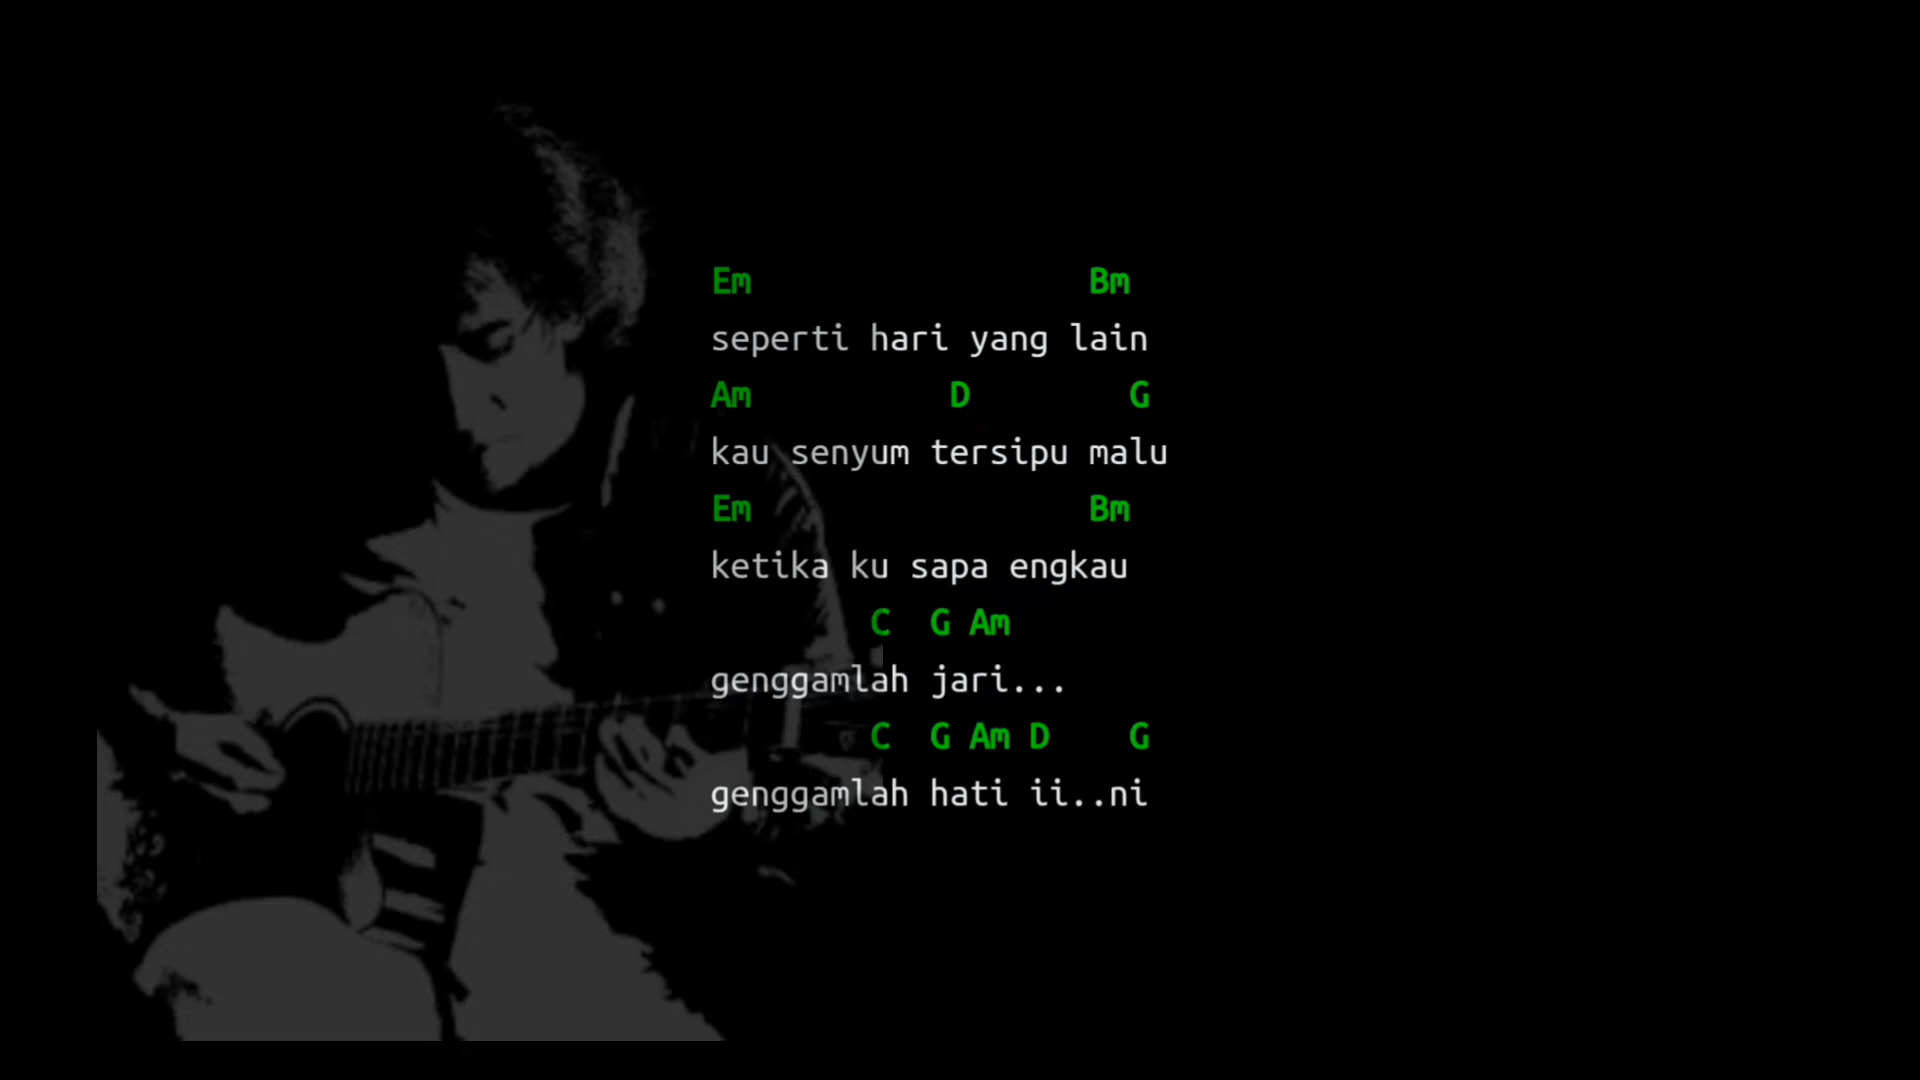 Em Bm
seperti hari yang lain
Am D G
kau senyum tersipu malu
Em Bm
ketika ku sapa engkau
C G Am
genggamlah jari...
C G Am D G
genggamlah hati ii..ni